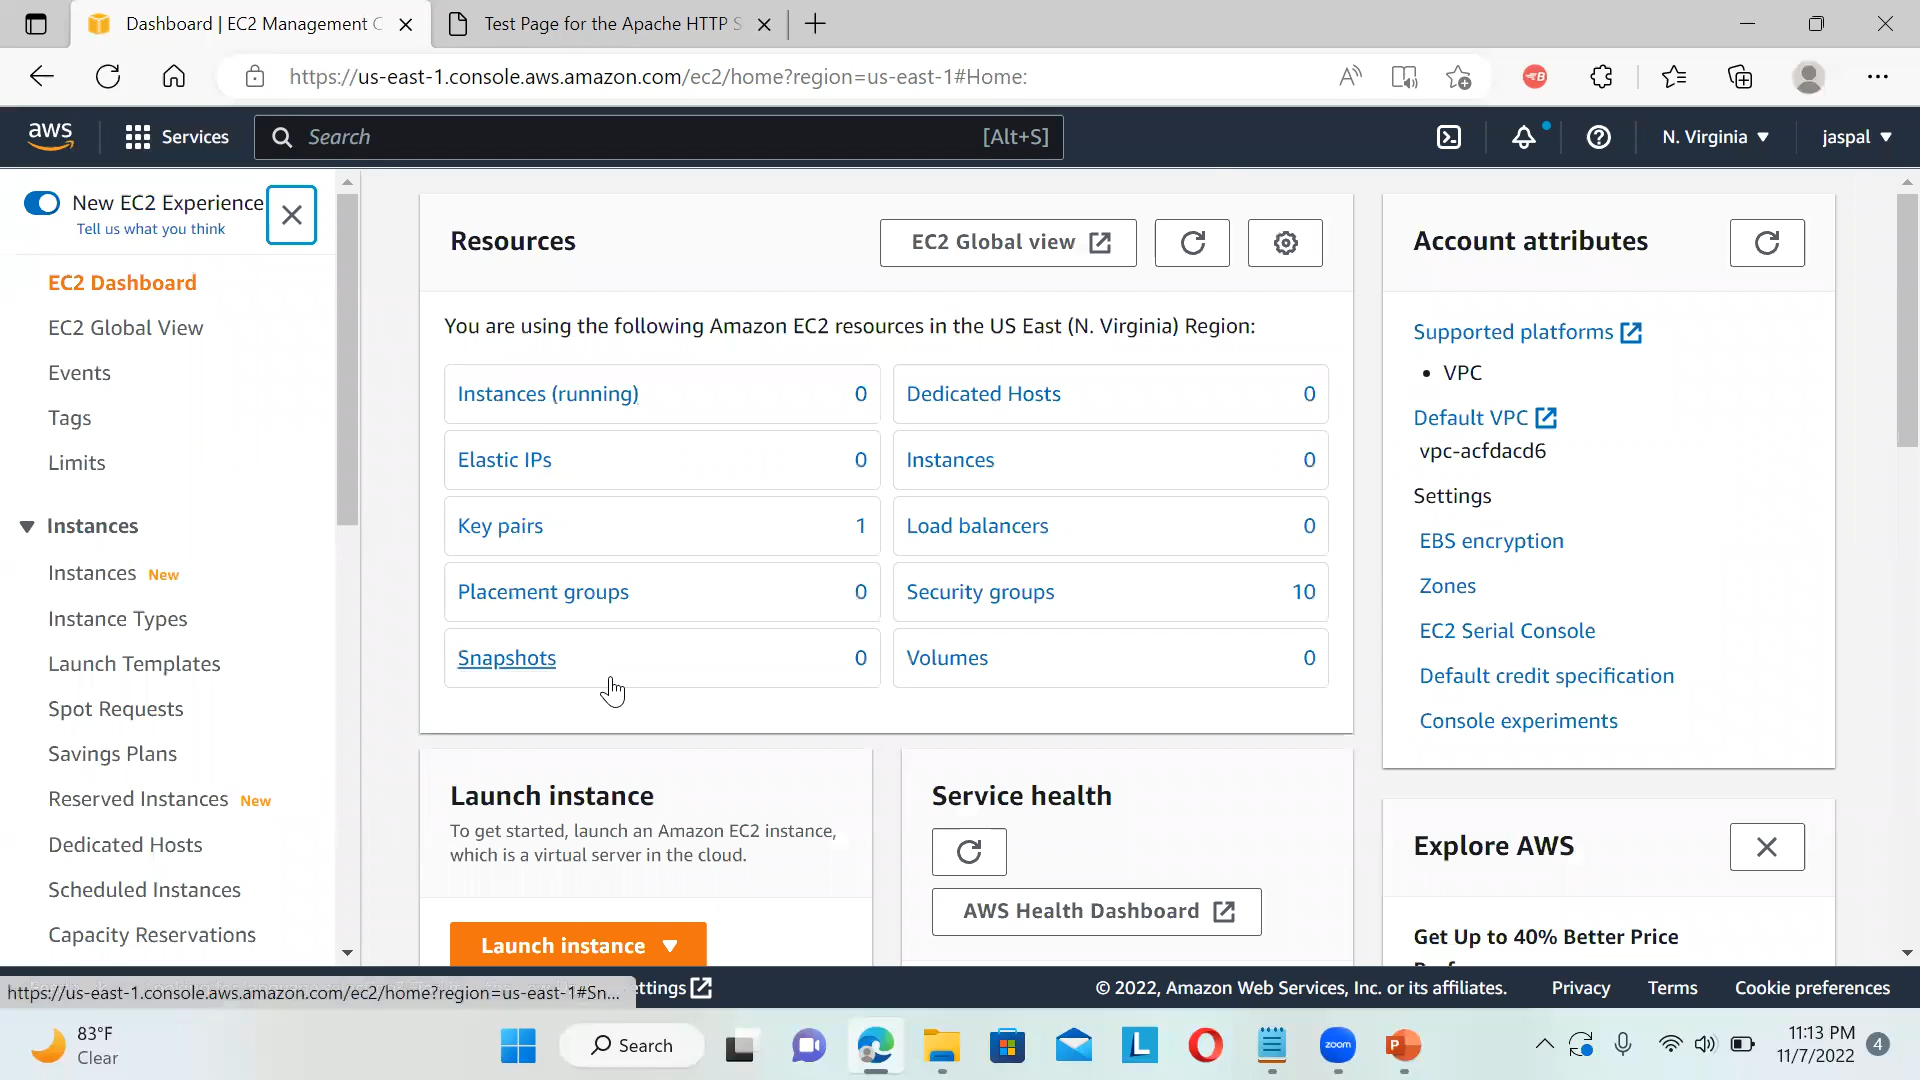 Dashboard | EC2 Management C
Test Page for the Apache HTTP S
https://us-east-1.console.aws.amazon.com/ec2/home?region=us-east-1#Home:
aws
Services
Search
[Alt+S]
N. Virginia
jaspal
New EC2 Experience
Tell us what you think
EC2 Dashboard
EC2 Global View
Events
Tags
Limits
Instances
Instances New
Instance Types
Launch Templates
Spot Requests
Savings Plans
Reserved Instances New
Dedicated Hosts
Scheduled Instances
Capacity Reservations
Resources
EC2 Global view
You are using the following Amazon EC2 resources in the US East (N. Virginia) Region:
Instances (running) 0
Dedicated Hosts 0
Elastic IPs 0
Instances 0
Key pairs 1
Load balancers 0
Placement groups 0
Security groups 10
Snapshots 0
Volumes 0
Launch instance
To get started, launch an Amazon EC2 instance,
which is a virtual server in the cloud.
Launch instance
Service health
AWS Health Dashboard
Account attributes
Supported platforms
• VPC
Default VPC
vpc-acfdacd6
Settings
EBS encryption
Zones
EC2 Serial Console
Default credit specification
Console experiments
Explore AWS
Get Up to 40% Better Price
https://us-east-1.console.aws.amazon.com/ec2/home?region=us-east-1#Sn...
ettings
© 2022, Amazon Web Services, Inc. or its affiliates.
Privacy
Terms
Cookie preferences
83°F
Clear
Search
L
zoom
P
11:13 PM
11/7/2022
4